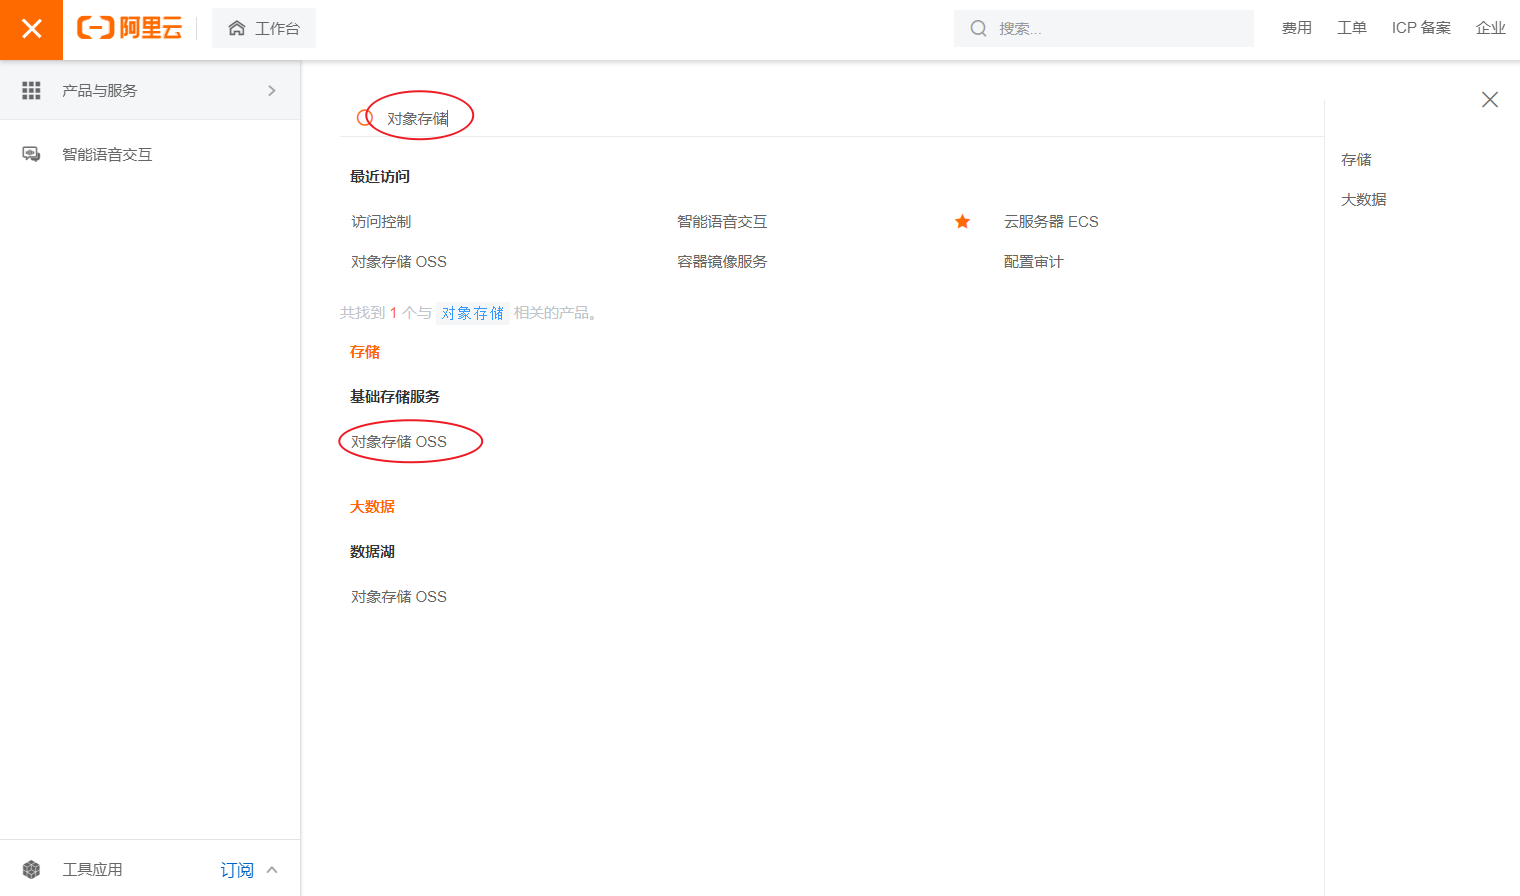 阿里云
工作台
搜索...
费用
工单
ICP 备案
企业
产品与服务
智能语音交互
对象存储
最近访问
访问控制
智能语音交互
云服务器 ECS
对象存储 OSS
容器镜像服务
配置审计
共找到 1 个与 对象存储 相关的产品。
存储
基础存储服务
对象存储 OSS
大数据
数据湖
对象存储 OSS
存储
大数据
工具应用
订阅